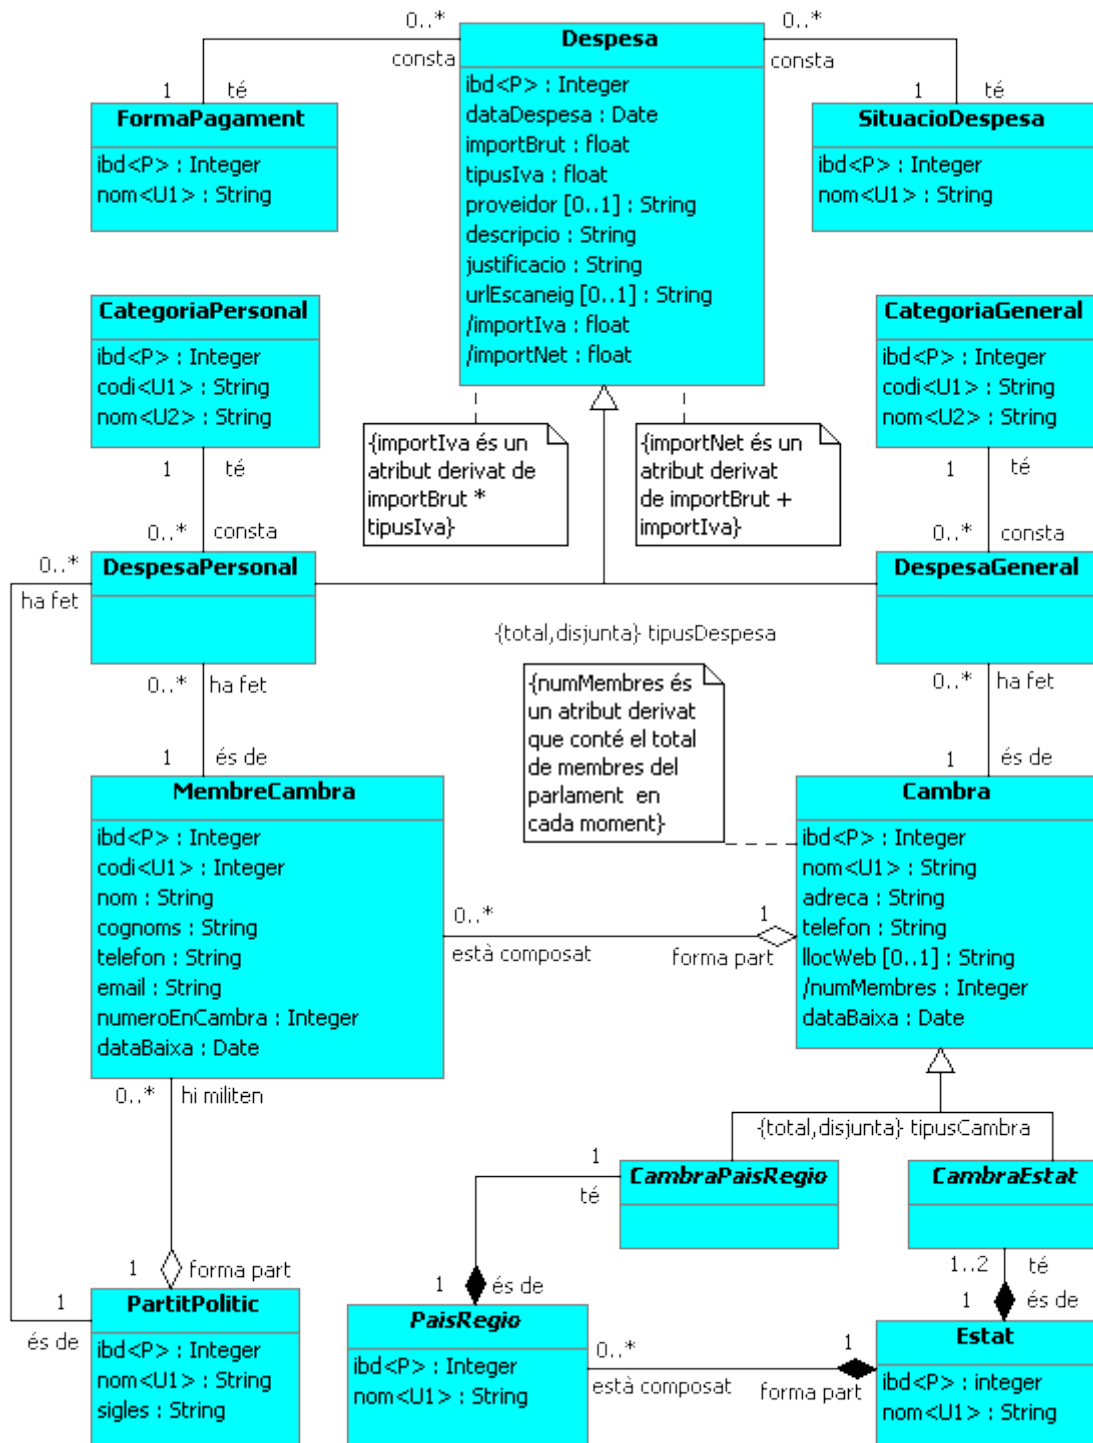 0..*
consta
Despesa
ibd<P> : Integer
dataDespesa : Date
importBrut : float
tipusIva : float
proveidor [0..1] : String
descripcio : String
justificacio : String
urlEscaneig [0..1] : String
/importIva : float
/importNet : float
0..*
consta
1
té
FormaPagament
ibd<P> : Integer
nom<U1> : String
1
té
SituacioDespesa
ibd<P> : Integer
nom<U1> : String
CategoriaPersonal
ibd<P> : Integer
codi<U1> : String
nom<U2> : String
CategoriaGeneral
ibd<P> : Integer
codi<U1> : String
nom<U2> : String
{importIva és un
atribut derivat de
importBrut *
tipusIva}
{importNet és un
atribut derivat
de importBrut +
importIva}
1
té
0..*
consta
1
té
0..*
consta
0..*
ha fet
DespesaPersonal
DespesaGeneral
{total,disjunta} tipusDespesa
0..*
ha fet
1
és de
{numMembres és
un atribut derivat
que conté el total
de membres del
parlament en
cada moment}
0..*
ha fet
1
és de
MembreCambra
ibd<P> : Integer
codi<U1> : Integer
nom : String
cognoms : String
telefon : String
email : String
numeroEnCambra : Integer
dataBaixa : Date
0..*
està composat
1
forma part
Cambra
ibd<P> : Integer
nom<U1> : String
adreca : String
telefon : String
llocWeb [0..1] : String
/numMembres : Integer
dataBaixa : Date
0..*
hi militen
{total,disjunta} tipusCambra
1
té
CambraPaisRegio
CambraEstat
1
forma part
1
és de
1..2
té
1
és de
1
és de
PartitPolitic
ibd<P> : Integer
nom<U1> : String
sigles : String
PaisRegio
ibd<P> : Integer
nom<U1> : String
0..*
està composat
1
forma part
Estat
ibd<P> : integer
nom<U1> : String